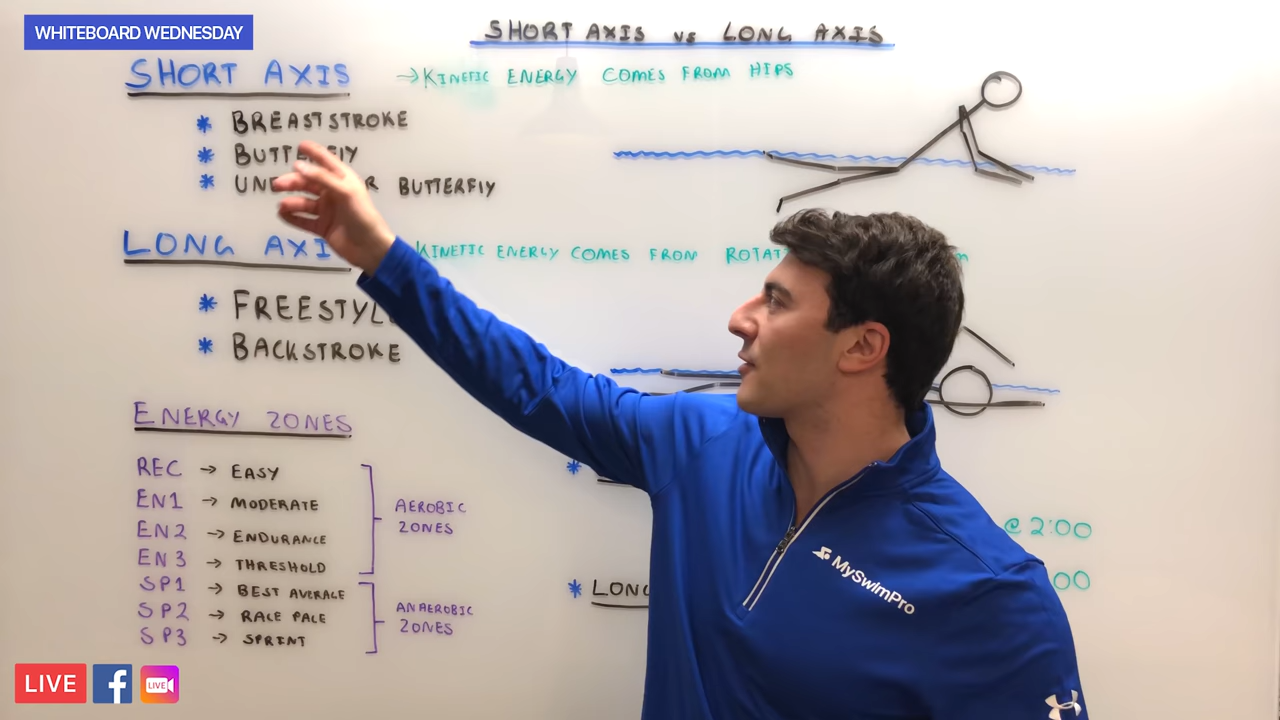 WHITEBOARD WEDNESDAY
SHORT AXIS vs LONG AXIS
SHORT AXIS → KINETIC ENERGY COMES FROM HIPS
* BREASTSTROKE
* BUTTERFLY
* BUTTERFLY
LONG AXIS KINETIC ENERGY COMES FROM
* FREESTYLE
* BACKSTROKE
ENERGY ZONES
REC → EASY
EN1 → MODERATE
EN2 → ENDURANCE
EN3 → THRESHOLD
AEROBIC
ZONES
SP1 → BEST AVERAGE
SP2 → RACE PACE
SP3 → SPRINT
ANAEROBIC
ZONES
*
@ 2:00
* LONG
00
MySwimPro
LIVE
f
LIVE